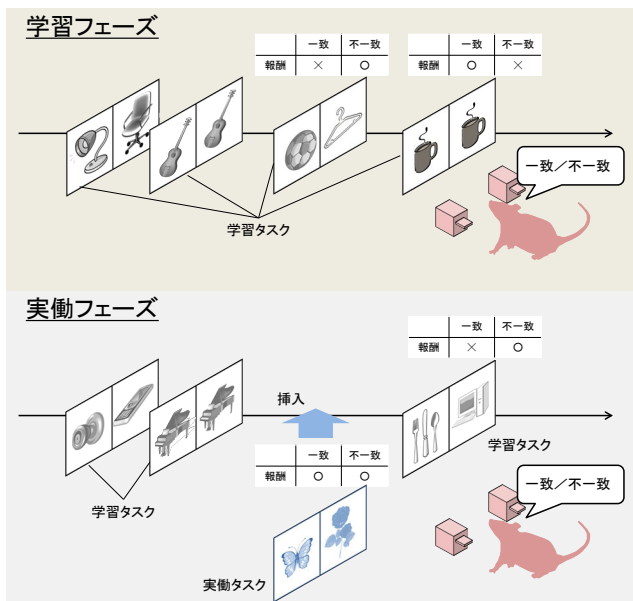 学習フェーズ
一致 不一致
報酬 × ○
一致 不一致
報酬 ○ ×
一致／不一致
学習タスク
実働フェーズ
一致 不一致
報酬 × ○
挿入
学習タスク
一致 不一致
報酬 ○ ○
一致／不一致
学習タスク
実働タスク